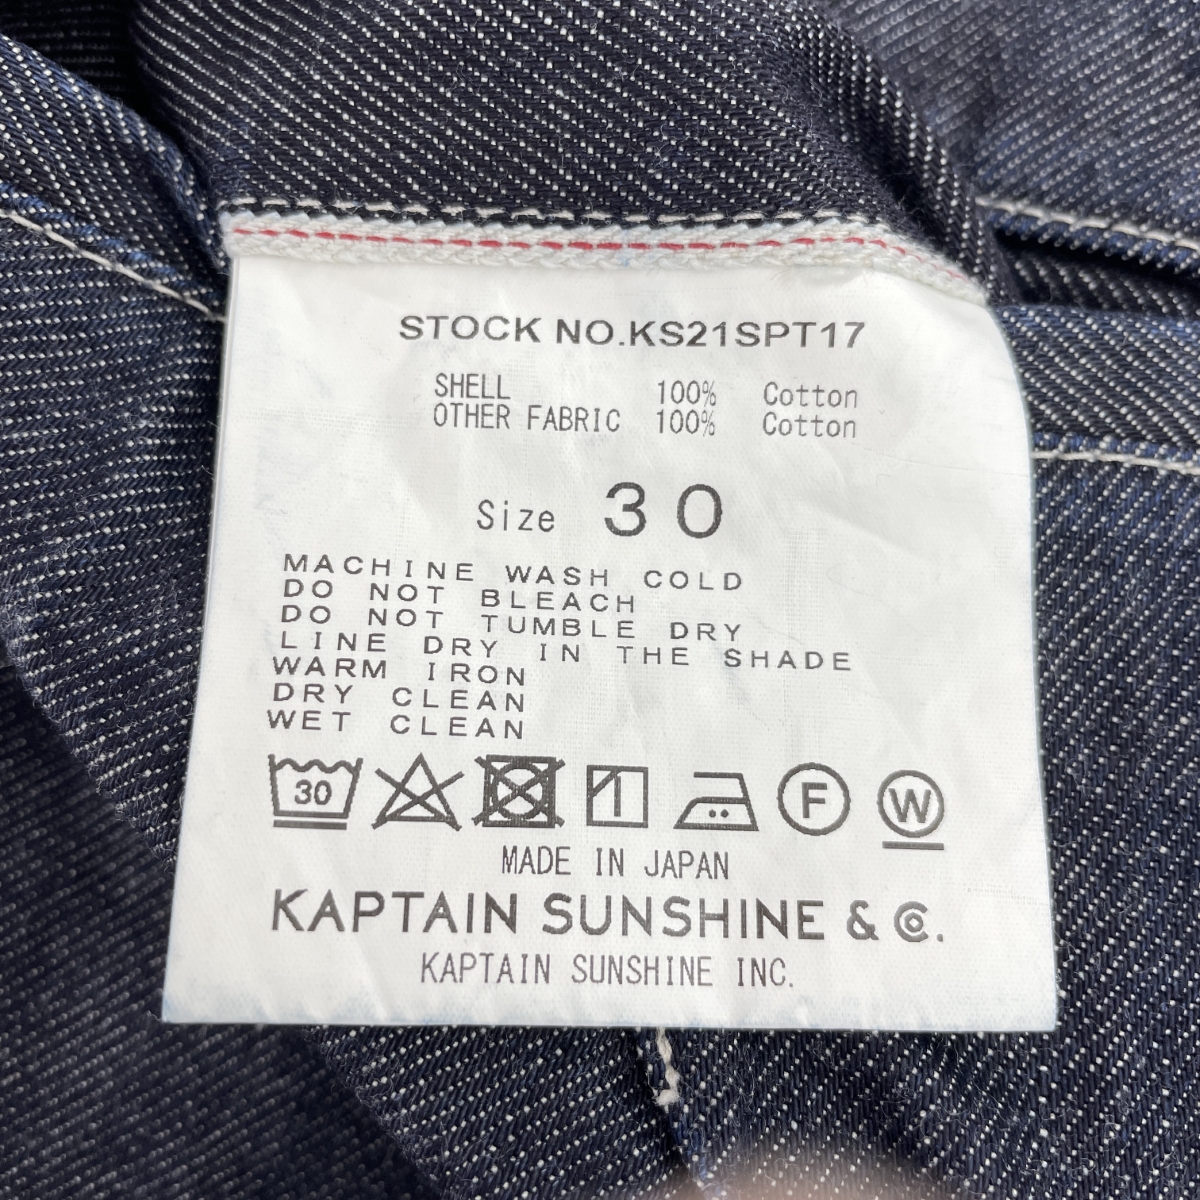 STOCK NO.KS21SPT17
SHELL 100% Cotton
OTHER FABRIC 100% Cotton
Size 30
MACHINE WASH COLD
DO NOT BLEACH
DO NOT TUMBLE DRY
LINE DRY IN THE SHADE
WARM IRON
DRY CLEAN
WET CLEAN
30 F W
MADE IN JAPAN
KAPTAIN SUNSHINE & Co.
KAPTAIN SUNSHINE INC.